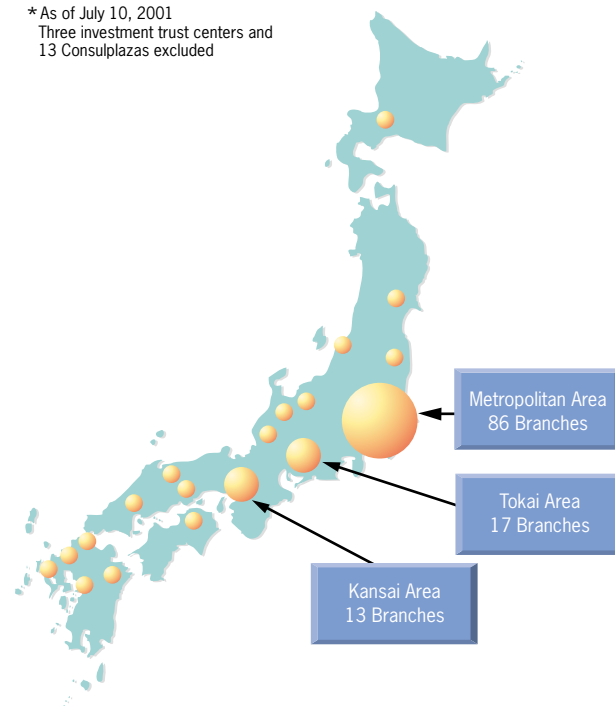 * As of July 10, 2001
Three investment trust centers and
13 Consulplazas excluded
Metropolitan Area
86 Branches
Tokai Area
17 Branches
Kansai Area
13 Branches